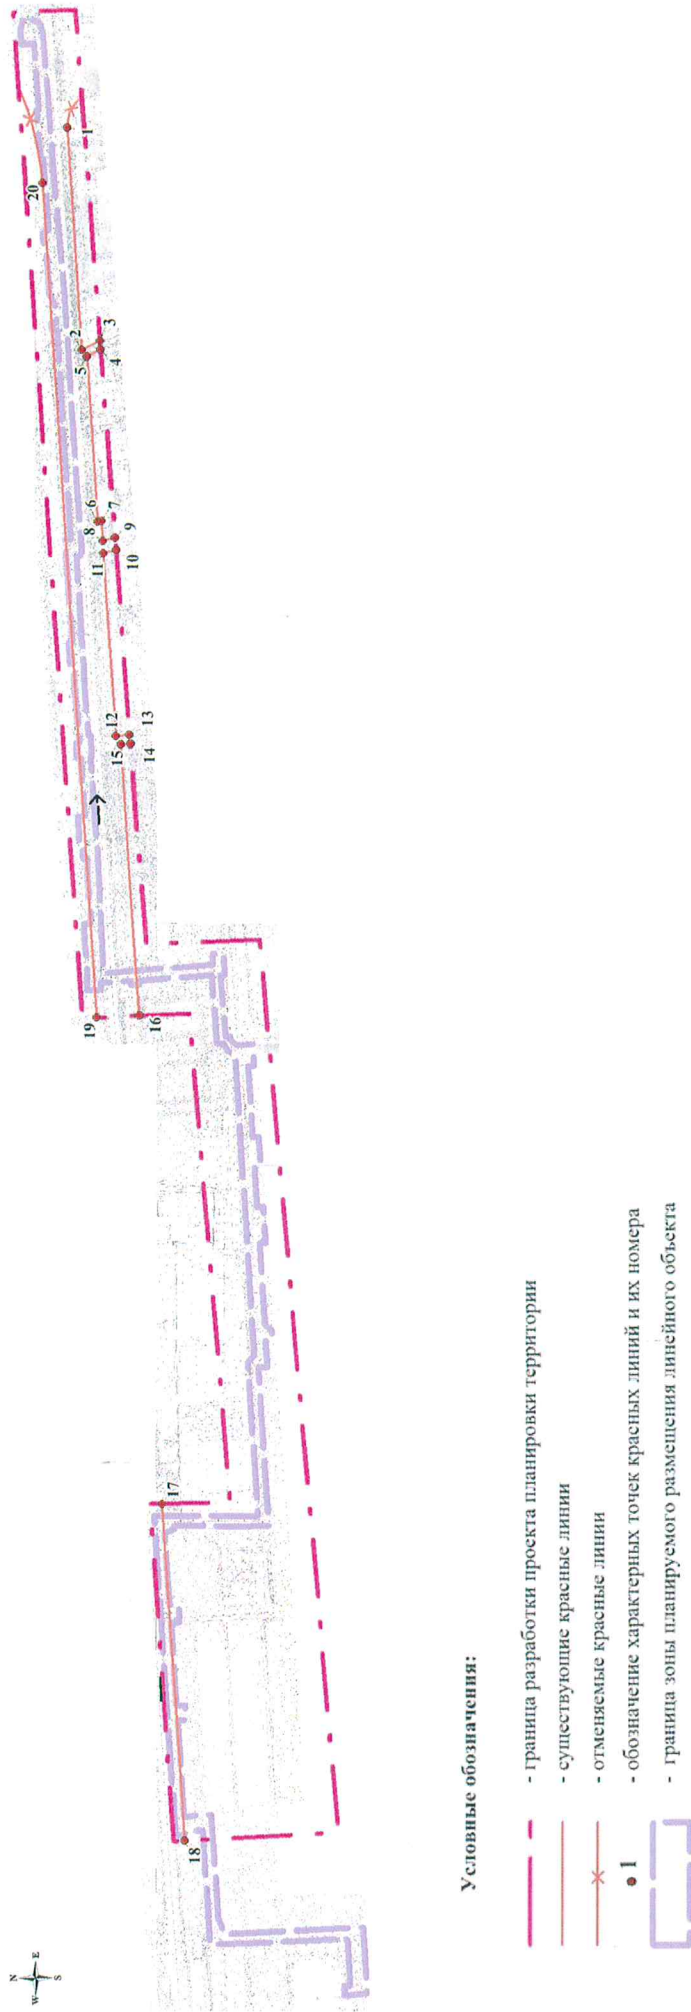 N
W E
S
20
1
2
3
5
4
6
7
8
9
11
10
12
13
15
14
19
16
17
18
Условные обозначения:
- граница разработки проекта планировки территории
- существующие красные линии
- отменяемые красные линии
1 - обозначение характерных точек красных линий и их номера
- граница зоны планируемого размещения линейного объекта